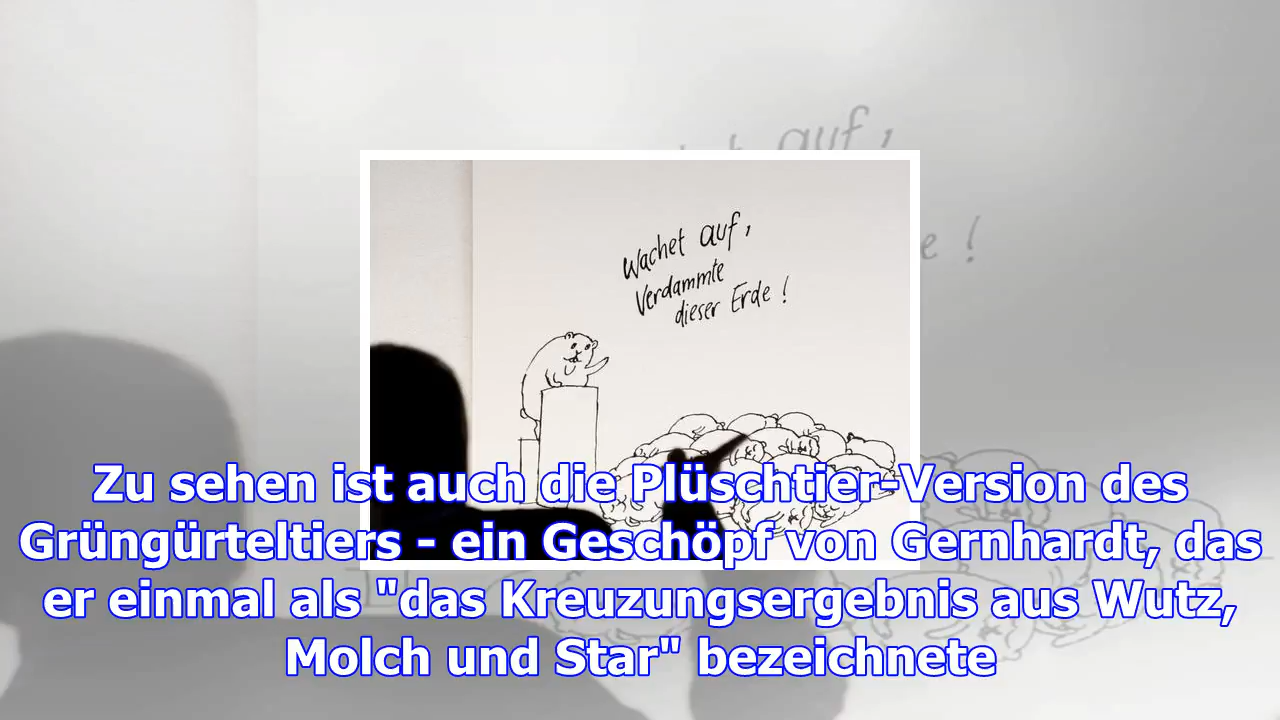 auf,
e !
Wachet auf,
Verdammte
dieser Erde !
Zu sehen ist auch die Plüschtier-Version des
Grüngürteltiers - ein Geschöpf von Gernhardt, das
er einmal als "das Kreuzungsergebnis aus Wutz,
Molch und Star" bezeichnete